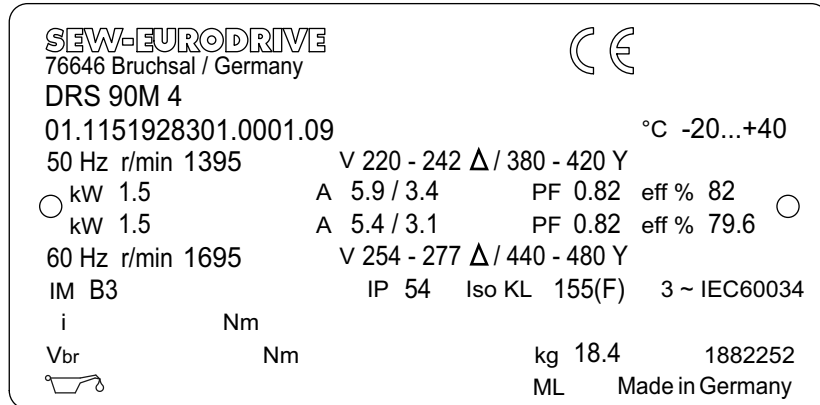 SEW-EURODRIVE CE
76646 Bruchsal / Germany
DRS 90M 4
01.1151928301.0001.09 °C -20...+40
50 Hz r/min 1395 V 220 - 242 Δ / 380 - 420 Y
kW 1.5 A 5.9 / 3.4 PF 0.82 eff % 82
kW 1.5 A 5.4 / 3.1 PF 0.82 eff % 79.6
60 Hz r/min 1695 V 254 - 277 Δ / 440 - 480 Y
IM B3 IP 54 Iso KL 155(F) 3 ~ IEC60034
i Nm
Vbr Nm kg 18.4 1882252
ML Made in Germany